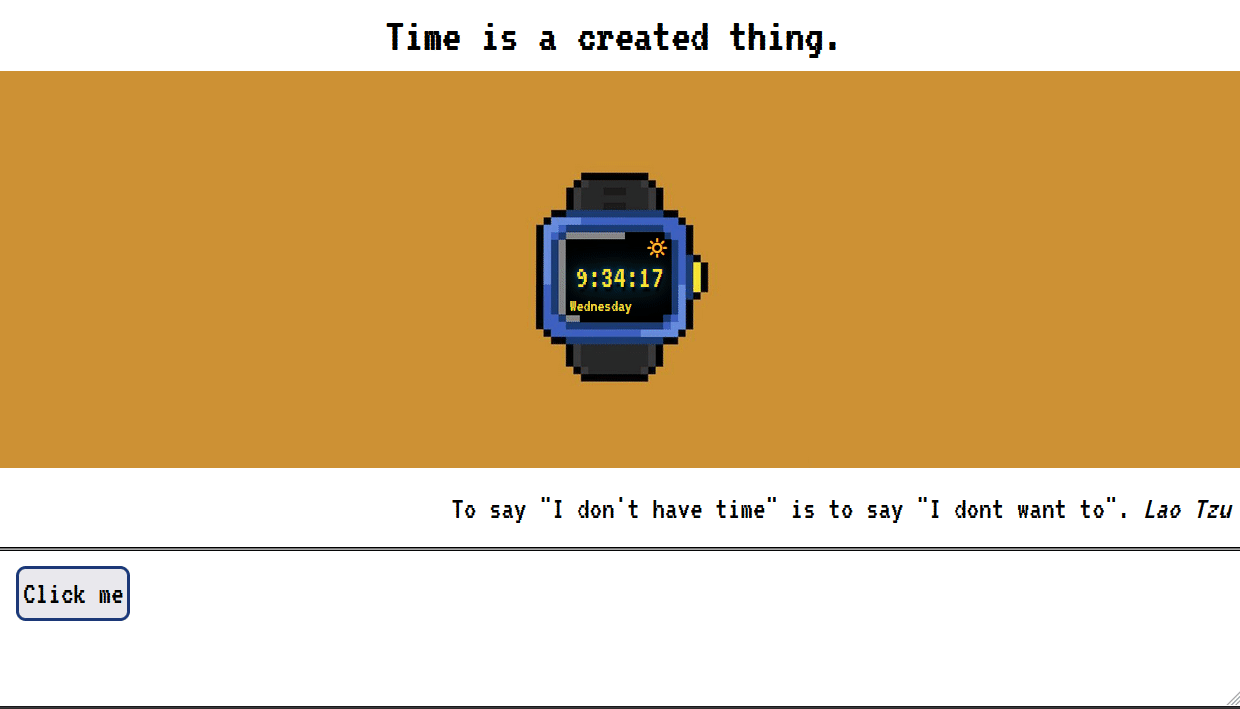 Time is a created thing.
9:34:17
Wednesday
To say "I don't have time" is to say "I dont want to". Lao Tzu
Click me